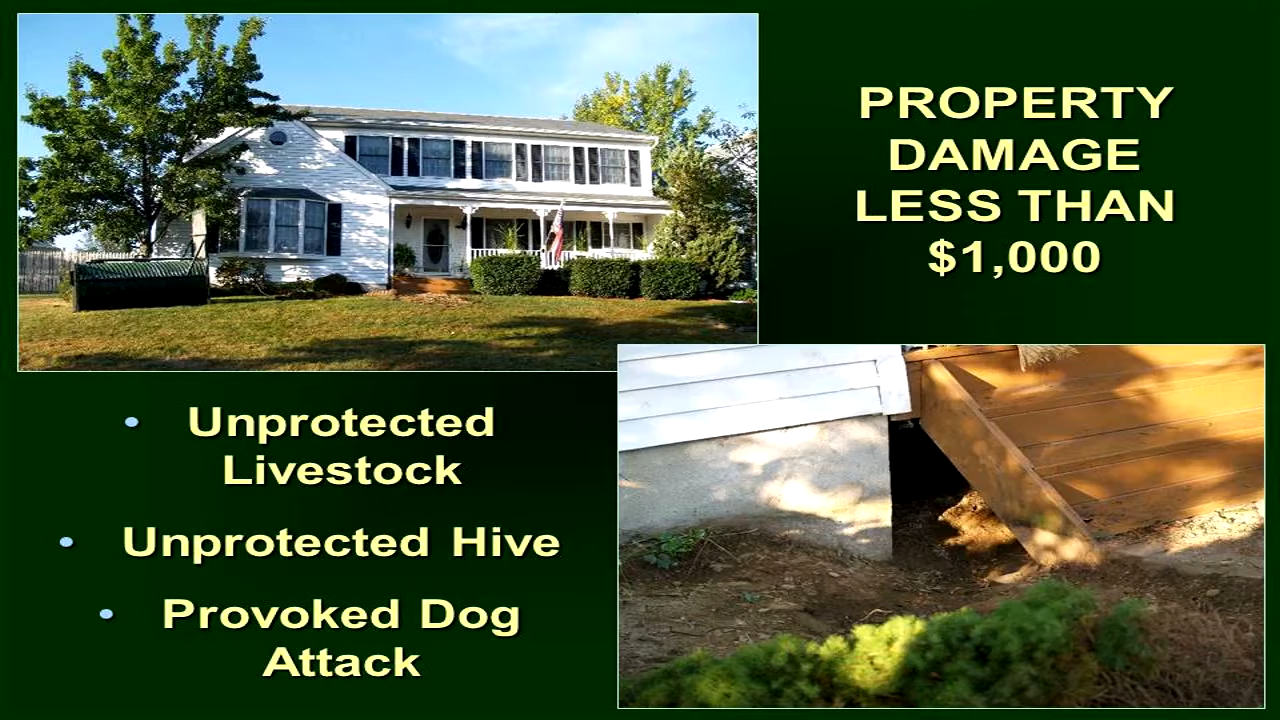 PROPERTY
DAMAGE
LESS THAN
$1,000
• Unprotected
Livestock
• Unprotected Hive
• Provoked Dog
Attack